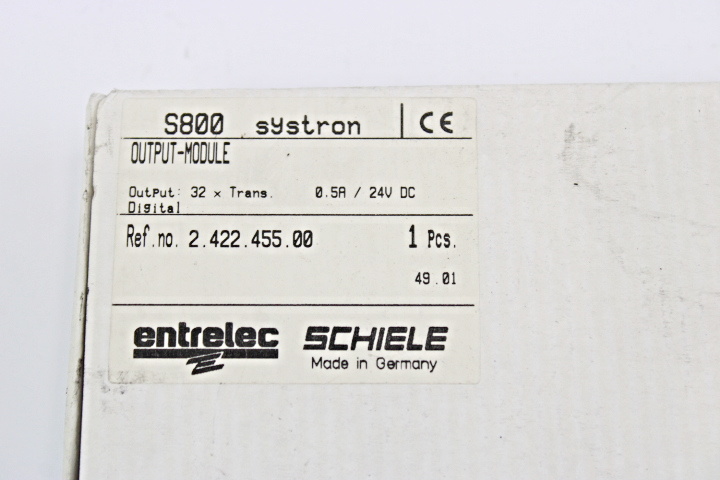 S800 systron CE
OUTPUT-MODULE
Output: 32 x Trans. 0.5A / 24V DC
Digital
Ref.no. 2.422.455.00 1 Pcs.
49.01
entrelec SCHIELE
Made in Germany